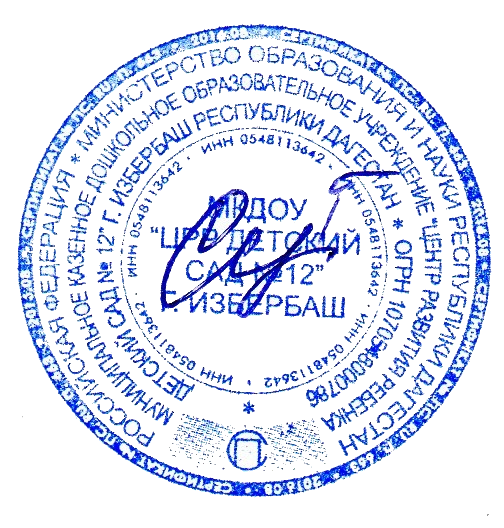 РОССИЙСКАЯ ФЕДЕРАЦИЯ * МИНИСТЕРСТВО ОБРАЗОВАНИЯ И НАУКИ РЕСПУБЛИКИ ДАГЕСТАН
МУНИЦИПАЛЬНОЕ КАЗЕННОЕ ДОШКОЛЬНОЕ ОБРАЗОВАТЕЛЬНОЕ УЧРЕЖДЕНИЕ "ЦЕНТР РАЗВИТИЯ РЕБЕНКА
ДЕТСКИЙ САД № 12" Г. ИЗБЕРБАШ РЕСПУБЛИКИ ДАГЕСТАН * ОГРН
ИНН 0548113642 · ИНН 0548113642 · ИНН 0548113642 · ИНН 0548113642 · ИНН 0548113642 · ИНН 0548113642
МКДОУ
"ЦРР ДЕТСКИЙ
САД №12"
Г. ИЗБЕРБАШ